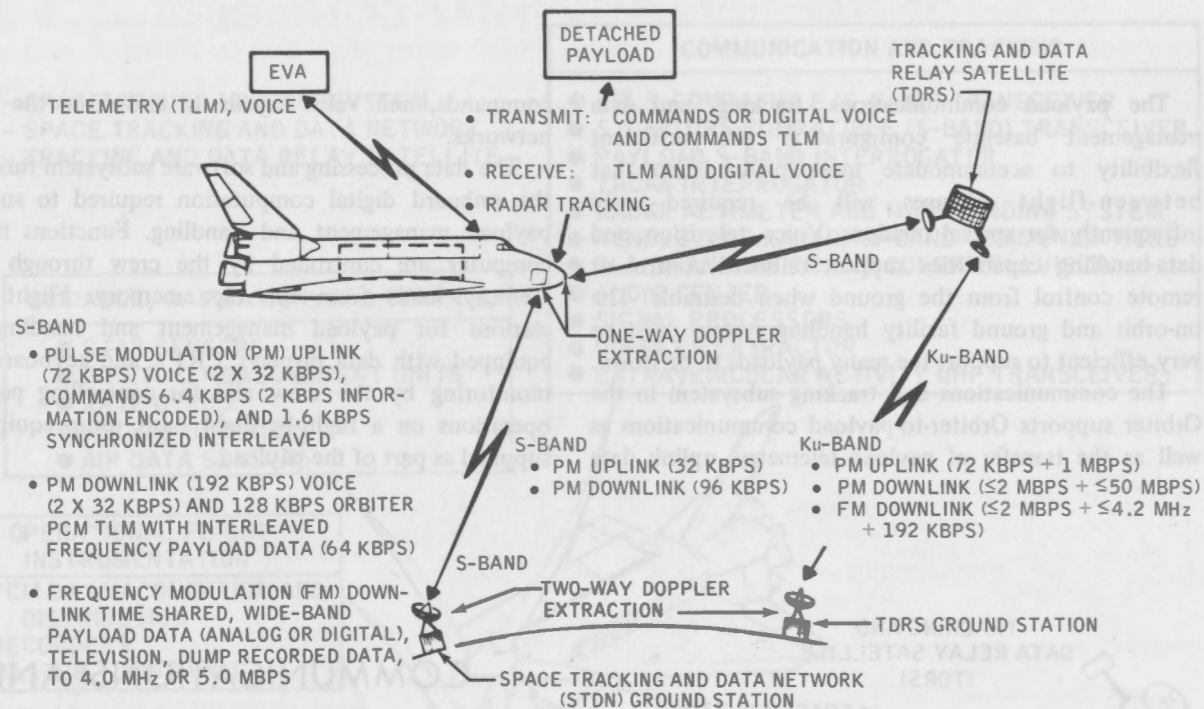 DETACHED
PAYLOAD
EVA
TRACKING AND DATA
RELAY SATELLITE
(TDRS)
TELEMETRY (TLM), VOICE
• TRANSMIT: COMMANDS OR DIGITAL VOICE
AND COMMANDS TLM
• RECEIVE: TLM AND DIGITAL VOICE
• RADAR TRACKING
S-BAND
ONE-WAY DOPPLER
EXTRACTION
Ku-BAND
S-BAND
• PULSE MODULATION (PM) UPLINK
(72 KBPS) VOICE (2 X 32 KBPS),
COMMANDS 6.4 KBPS (2 KBPS INFOR-
MATION ENCODED), AND 1.6 KBPS
SYNCHRONIZED INTERLEAVED
• PM DOWNLINK (192 KBPS) VOICE
(2 X 32 KBPS) AND 128 KBPS ORBITER
PCM TLM WITH INTERLEAVED
FREQUENCY PAYLOAD DATA (64 KBPS)
• FREQUENCY MODULATION (FM) DOWN-
LINK TIME SHARED, WIDE-BAND
PAYLOAD DATA (ANALOG OR DIGITAL),
TELEVISION, DUMP RECORDED DATA,
TO 4.0 MHz OR 5.0 MBPS
S-BAND
• PM UPLINK (32 KBPS)
• PM DOWNLINK (96 KBPS)
Ku-BAND
• PM UPLINK (72 KBPS + 1 MBPS)
• PM DOWNLINK (≤2 MBPS + ≤50 MBPS)
• FM DOWNLINK (≤2 MBPS + ≤4.2 MHz
+ 192 KBPS)
S-BAND
TWO-WAY DOPPLER
EXTRACTION
TDRS GROUND STATION
SPACE TRACKING AND DATA NETWORK
(STDN) GROUND STATION